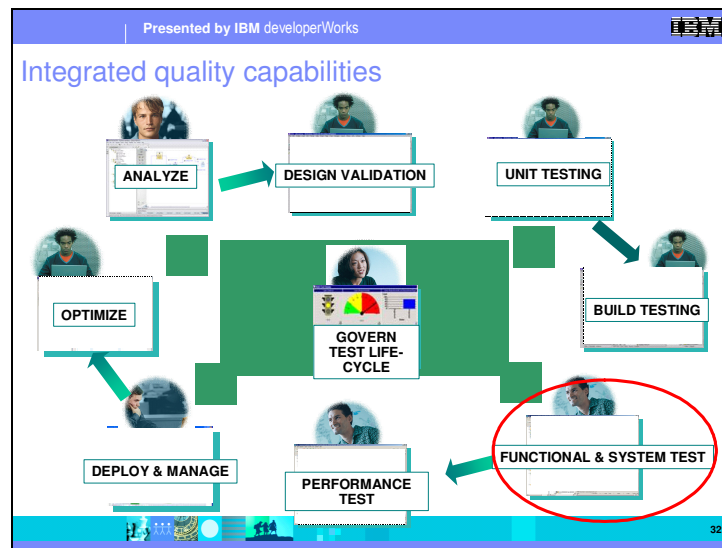 Presented by IBM developerWorks
IBM
Integrated quality capabilities
ANALYZE
DESIGN VALIDATION
UNIT TESTING
OPTIMIZE
GOVERN
TEST LIFE-
CYCLE
BUILD TESTING
DEPLOY & MANAGE
PERFORMANCE
TEST
FUNCTIONAL & SYSTEM TEST
32